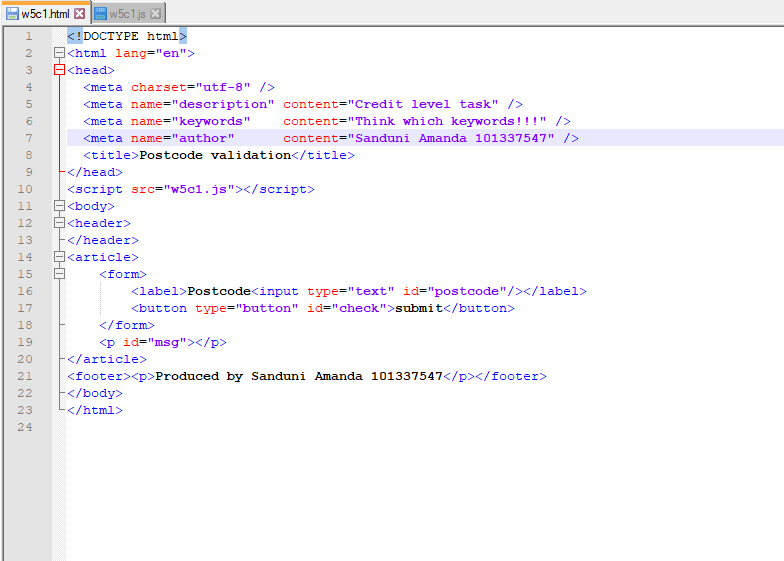 w5c1.html w5c1.js
1 <!DOCTYPE html>
2 <html lang="en">
3 <head>
4 <meta charset="utf-8" />
5 <meta name="description" content="Credit level task" />
6 <meta name="keywords"    content="Think which keywords!!!" />
7 <meta name="author"      content="Sanduni Amanda 101337547" />
8 <title>Postcode validation</title>
9 </head>
10 <script src="w5c1.js"></script>
11 <body>
12 <header>
13 </header>
14 <article>
15 <form>
16 <label>Postcode<input type="text" id="postcode"/></label>
17 <button type="button" id="check">submit</button>
18 </form>
19 <p id="msg"></p>
20 </article>
21 <footer><p>Produced by Sanduni Amanda 101337547</p></footer>
22 </body>
23 </html>
24